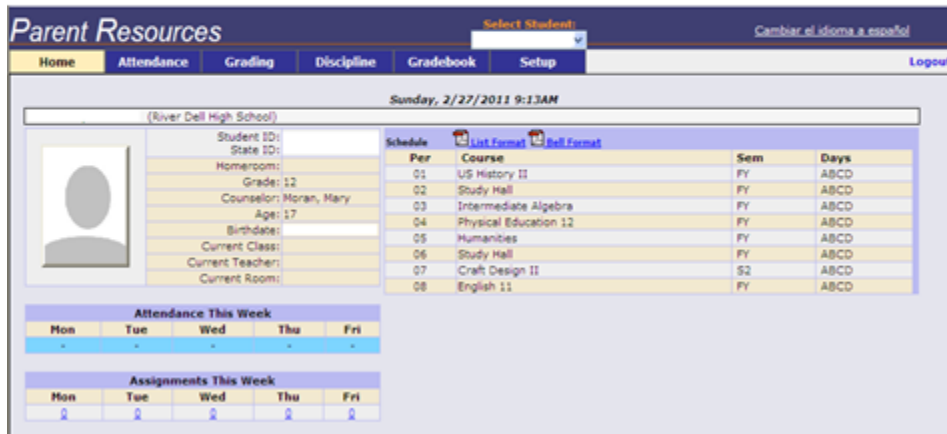 Parent Resources
Select Student:
Cambiar el idioma a español
Home Attendance Grading Discipline Gradebook Setup Logout
Sunday, 2/27/2011 9:13AM
(River Dell High School)
Student ID:
State ID:
Homeroom:
Grade: 12
Counselor: Moran, Mary
Age: 17
Birthdate:
Current Class:
Current Teacher:
Current Room:
Schedule List Format Bell Format
Per Course Sem Days
01 US History II FY ABCD
02 Study Hall FY ABCD
03 Intermediate Algebra FY ABCD
04 Physical Education 12 FY ABCD
05 Humanities FY ABCD
06 Study Hall FY ABCD
07 Craft Design II S2 ABCD
08 English 11 FY ABCD
Attendance This Week
Mon Tue Wed Thu Fri
- - - - -
Assignments This Week
Mon Tue Wed Thu Fri
0 0 0 0 0